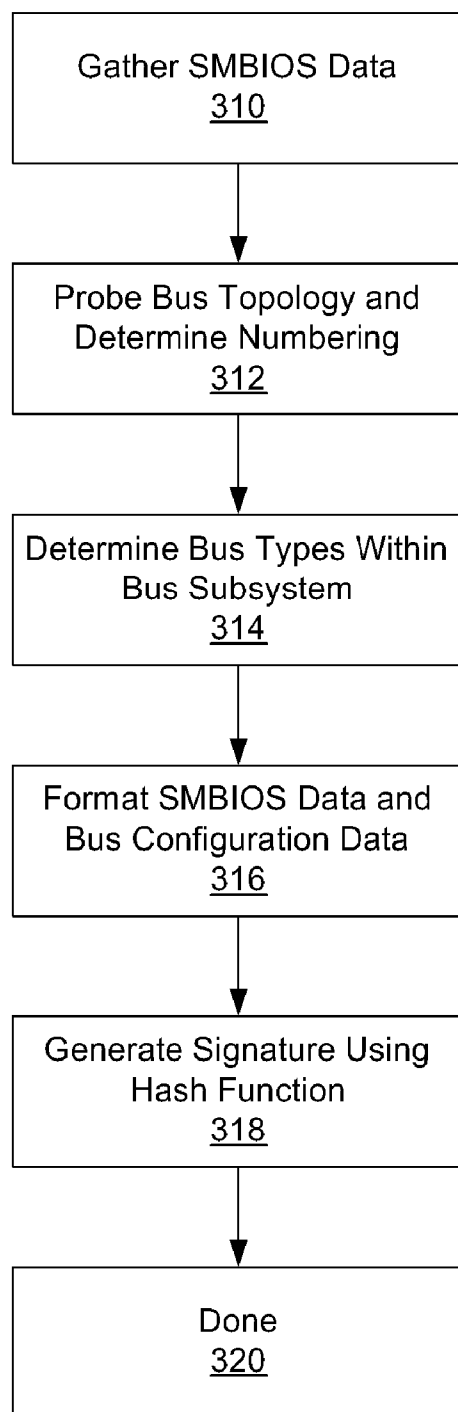 Gather SMBIOS Data
310
Probe Bus Topology and
Determine Numbering
312
Determine Bus Types Within
Bus Subsystem
314
Format SMBIOS Data and
Bus Configuration Data
316
Generate Signature Using
Hash Function
318
Done
320